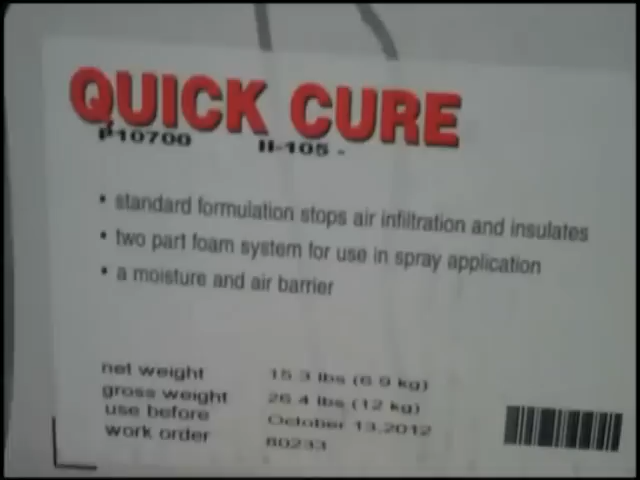 QUICK CURE
P10700 II-105 -
• standard formulation stops air infiltration and insulates
• two part foam system for use in spray application
• a moisture and air barrier
net weight 15.3 lbs (6.9 kg)
gross weight 26.4 lbs (12 kg)
use before October 13,2012
work order 80233